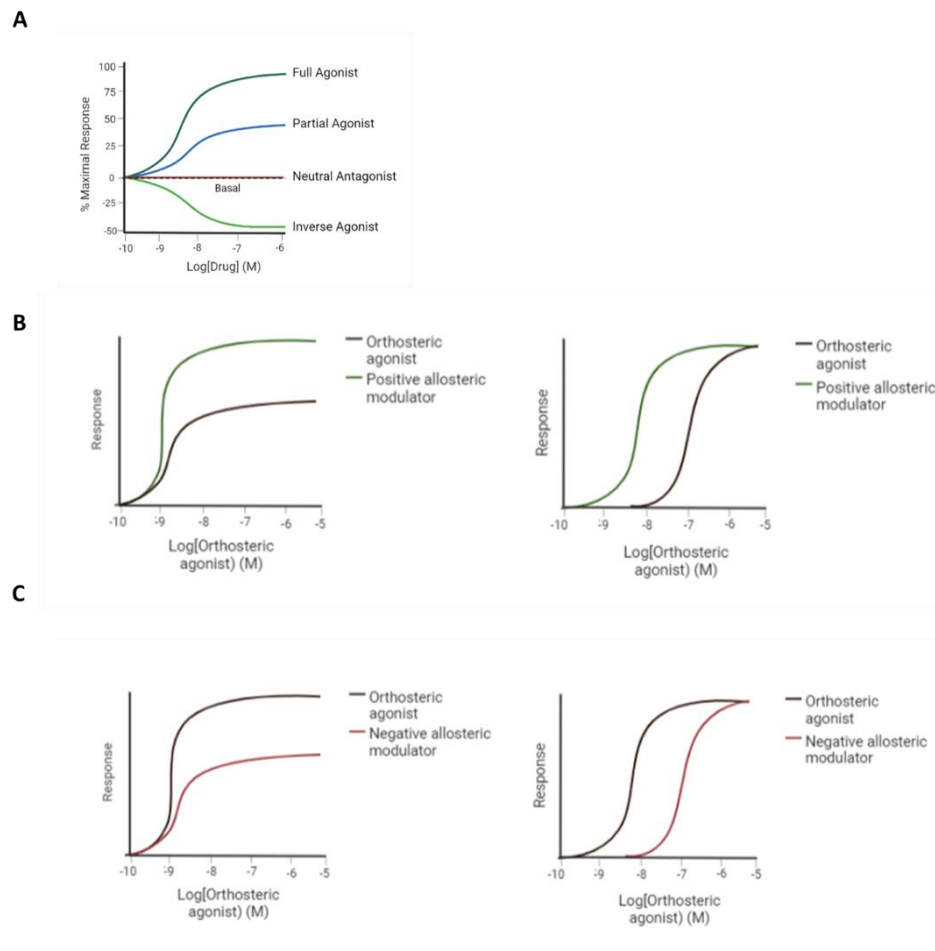 A
100
75
50
25
0
-25
-50
% Maximal Response
Full Agonist
Partial Agonist
Neutral Antagonist
Basal
Inverse Agonist
-10 -9 -8 -7 -6
Log[Drug] (M)
B
Response
Orthosteric
agonist
Positive allosteric
modulator
-10 -9 -8 -7 -6 -5
Log[Orthosteric
agonist) (M)
Response
Orthosteric
agonist
Positive allosteric
modulator
-10 -9 -8 -7 -6 -5
Log[Orthosteric
agonist) (M)
C
Response
Orthosteric
agonist
Negative allosteric
modulator
-10 -9 -8 -7 -6 -5
Log[Orthosteric
agonist) (M)
Response
Orthosteric
agonist
Negative allosteric
modulator
-10 -9 -8 -7 -6 -5
Log[Orthosteric
agonist) (M)